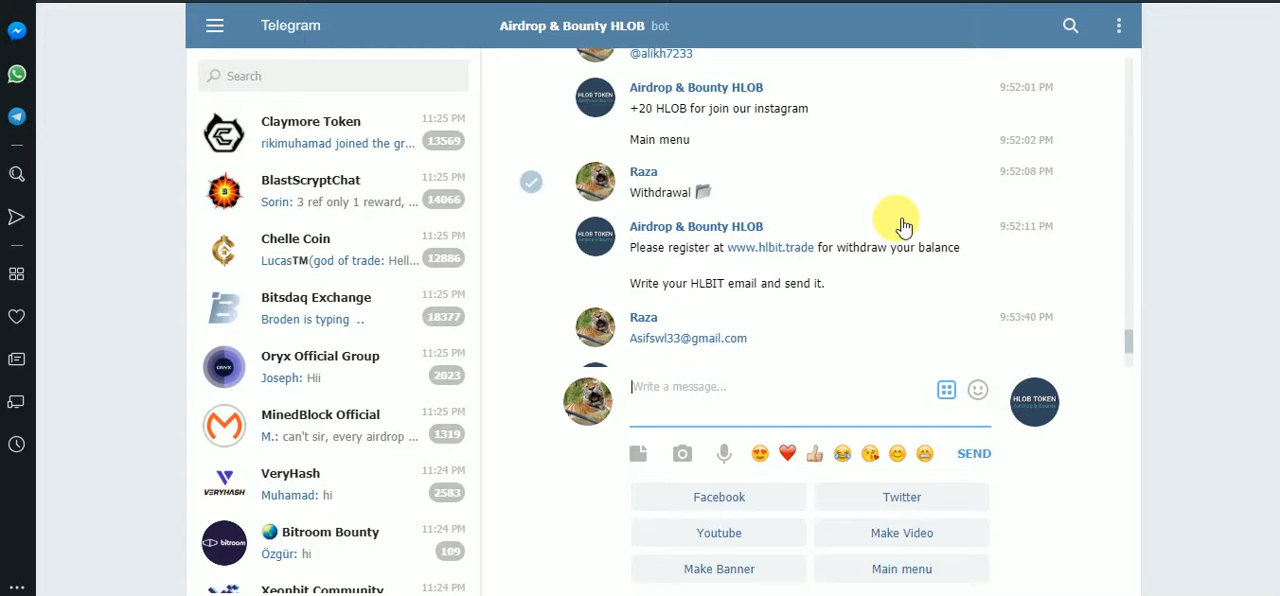 Telegram
Airdrop & Bounty HLOB bot
Search
Claymore Token 11:25 PM
rikimuhamad joined the gr... 13569
BlastScryptChat 11:25 PM
Sorin: 3 ref only 1 reward, ... 14066
Chelle Coin 11:25 PM
LucasTM(god of trade: Hell... 12886
Bitsdaq Exchange 11:25 PM
Broden is typing .. 18377
Oryx Official Group 11:25 PM
Joseph: Hii 2023
MinedBlock Official 11:25 PM
M.: can't sir, every airdrop ... 1319
VeryHash 11:24 PM
Muhamad: hi 2583
VERYHASH
🌏 Bitroom Bounty 11:24 PM
Özgür: hi 109
bitroom
Xeonbit Community 11:24 PM
@alikh7233
Airdrop & Bounty HLOB 9:52:01 PM
+20 HLOB for join our instagram
HLOB TOKEN
Main menu 9:52:02 PM
Raza 9:52:08 PM
Withdrawal 📂
Airdrop & Bounty HLOB 9:52:11 PM
Please register at www.hlbit.trade for withdraw your balance
HLOB TOKEN
Write your HLBIT email and send it.
Raza 9:53:40 PM
Asifswl33@gmail.com
Write a message...
HLOB TOKEN
😍 ❤️ 👍 😂 😘 😊 😁 SEND
Facebook Twitter
Youtube Make Video
Make Banner Main menu